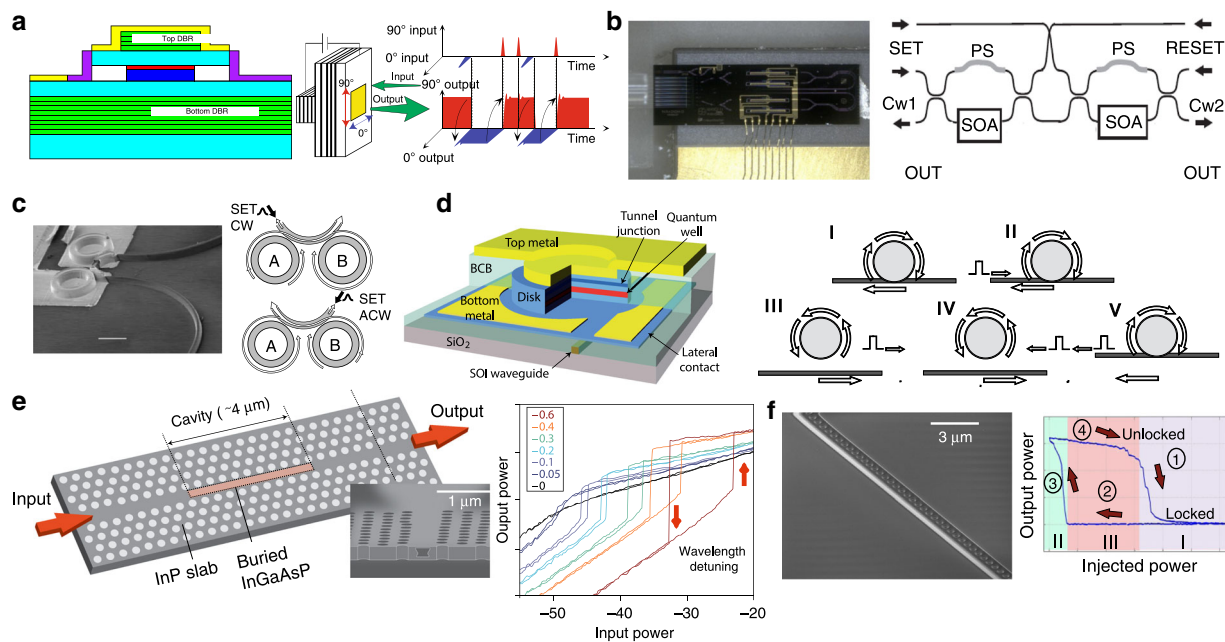 a
Top DBR
Bottom DBR
90°
0°
Input
Output
90° input
0° input
Time
90° output
0° output
Time
b
SET
PS
PS
RESET
Cw1
SOA
SOA
Cw2
OUT
OUT
c
SET
CW
A
B
SET
ACW
A
B
d
Top metal
Tunnel
junction
Quantum
well
BCB
Bottom
metal
Disk
SiO2
SOI waveguide
Lateral
contact
I
II
III
IV
V
e
Cavity (~4 μm)
Output
Input
InP slab
Buried
InGaAsP
1 μm
Ouput power
−0.6
−0.4
−0.3
−0.2
−0.1
−0.05
−0
Wavelength
detuning
−50
−40
−30
−20
Input power
f
3 μm
Output power
④
Unlocked
①
③
②
Locked
II
III
I
Injected power